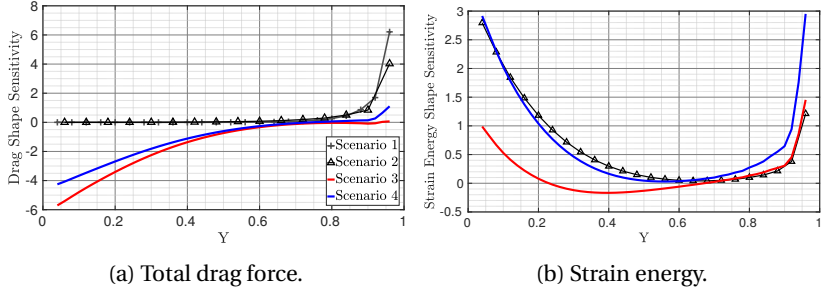 8
6
4
2
0
-2
-4
-6
Drag Shape Sensitivity
0
0.2
0.4
0.6
0.8
1
Y
Scenario 1
Scenario 2
Scenario 3
Scenario 4
(a) Total drag force.
3
2.5
2
1.5
1
0.5
0
-0.5
Strain Energy Shape Sensitivity
0
0.2
0.4
0.6
0.8
1
Y
(b) Strain energy.